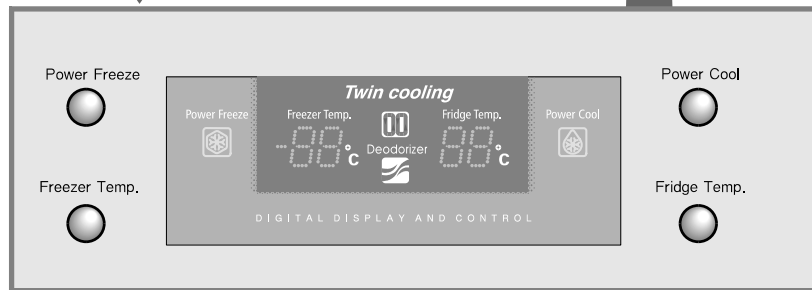 Power Freeze
Power Cool
Twin cooling
Power Freeze
Freezer Temp.
Fridge Temp.
Power Cool
-88°C
Deodorizer
88°C
Freezer Temp.
Fridge Temp.
DIGITAL DISPLAY AND CONTROL